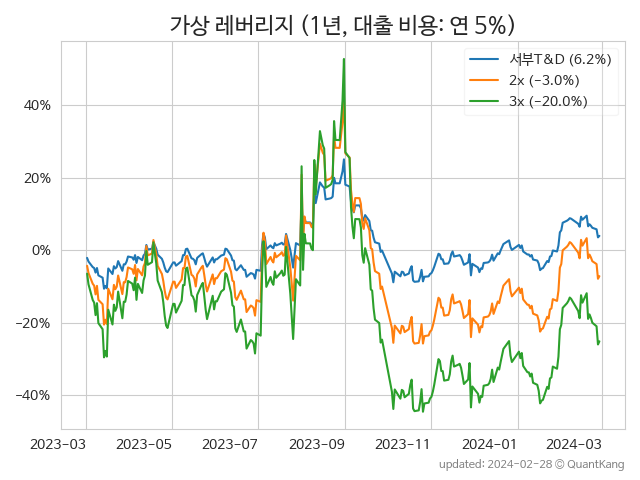 가상 레버리지 (1년, 대출 비용: 연 5%)
서부T&D (6.2%)
2x (−3.0%)
3x (−20.0%)
40%
20%
0%
−20%
−40%
2023-03 2023-05 2023-07 2023-09 2023-11 2024-01 2024-03
updated: 2024-02-28 © QuantKang